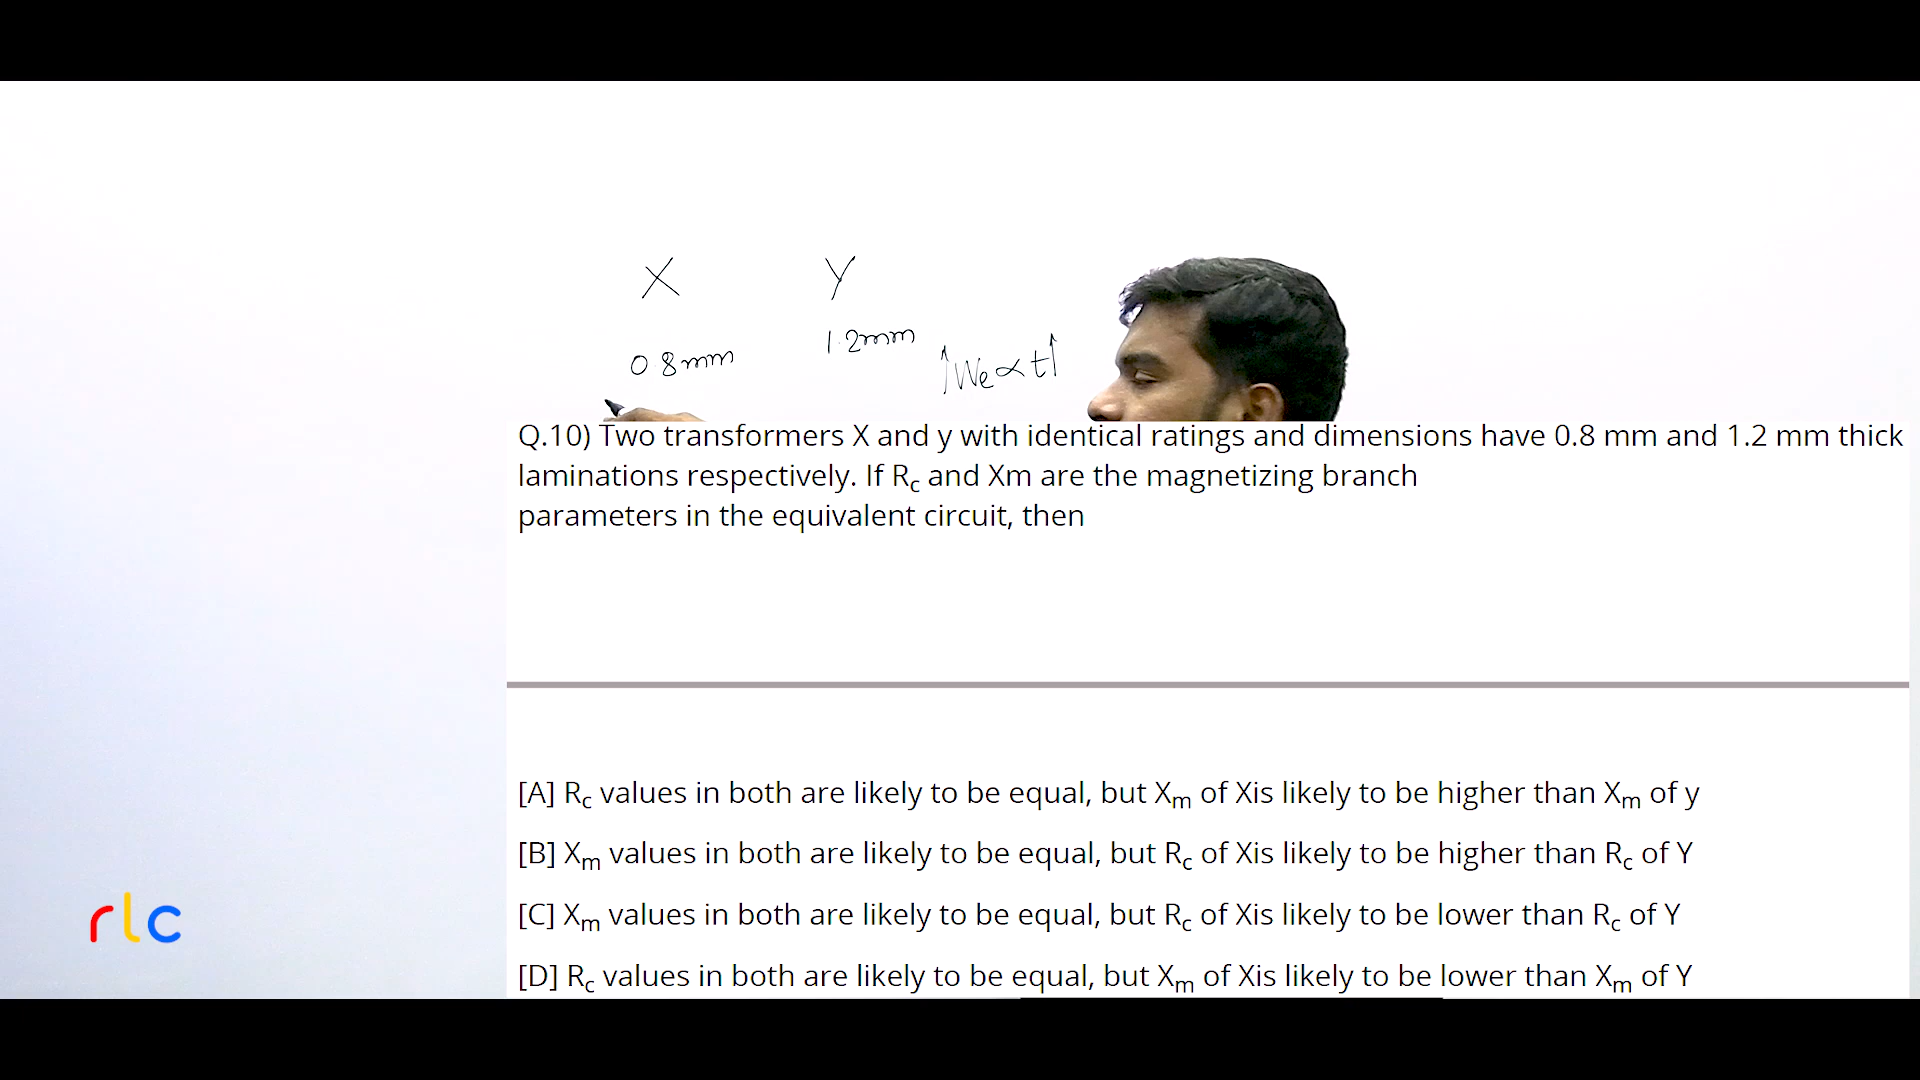 X Y
0.8mm 1.2mm
↑We∝t↑
Q.10) Two transformers X and y with identical ratings and dimensions have 0.8 mm and 1.2 mm thick
laminations respectively. If Rc and Xm are the magnetizing branch
parameters in the equivalent circuit, then
[A] Rc values in both are likely to be equal, but Xm of Xis likely to be higher than Xm of y
[B] Xm values in both are likely to be equal, but Rc of Xis likely to be higher than Rc of Y
[C] Xm values in both are likely to be equal, but Rc of Xis likely to be lower than Rc of Y
[D] Rc values in both are likely to be equal, but Xm of Xis likely to be lower than Xm of Y
rlc